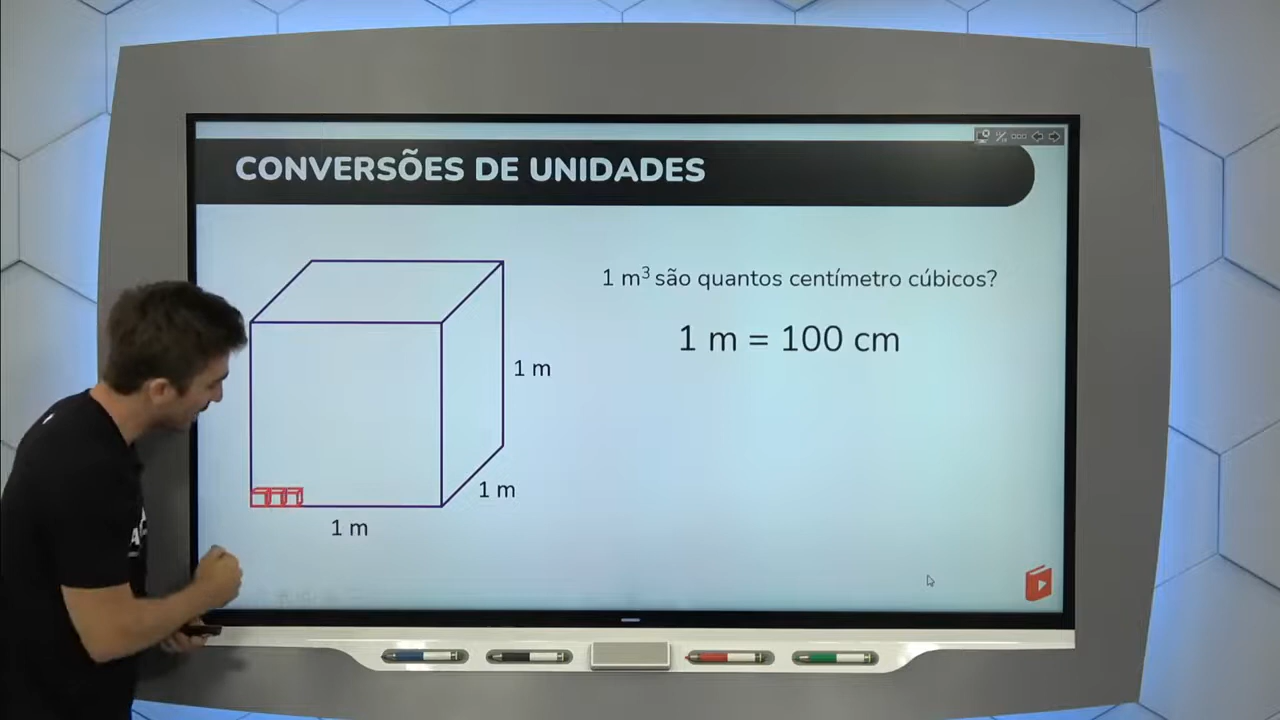 CONVERSÕES DE UNIDADES
1 m³ são quantos centímetro cúbicos?
1 m = 100 cm
1 m
1 m
1 m